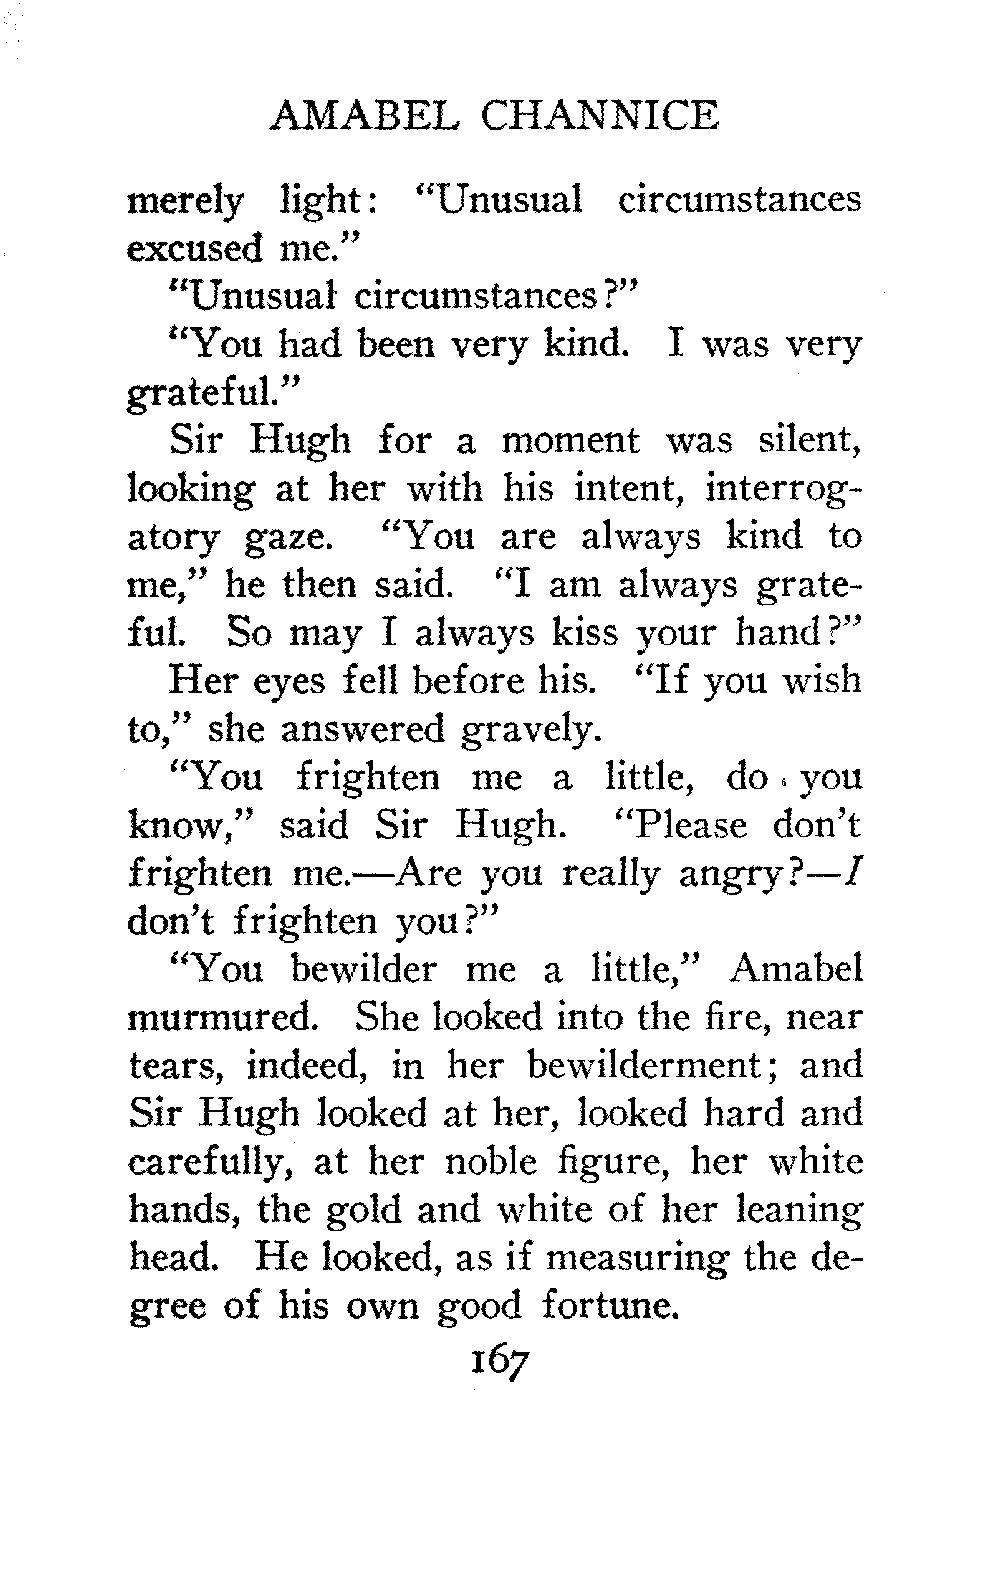 AMABEL CHANNICE
merely light: "Unusual circumstances
excused me."
"Unusual circumstances?"
"You had been very kind. I was very
grateful."
Sir Hugh for a moment was silent,
looking at her with his intent, interrog-
atory gaze. "You are always kind to
me," he then said. "I am always grate-
ful. So may I always kiss your hand?"
Her eyes fell before his. "If you wish
to," she answered gravely.
"You frighten me a little, do you
know," said Sir Hugh. "Please don't
frighten me.—Are you really angry?—I
don't frighten you?"
"You bewilder me a little," Amabel
murmured. She looked into the fire, near
tears, indeed, in her bewilderment; and
Sir Hugh looked at her, looked hard and
carefully, at her noble figure, her white
hands, the gold and white of her leaning
head. He looked, as if measuring the de-
gree of his own good fortune.
167